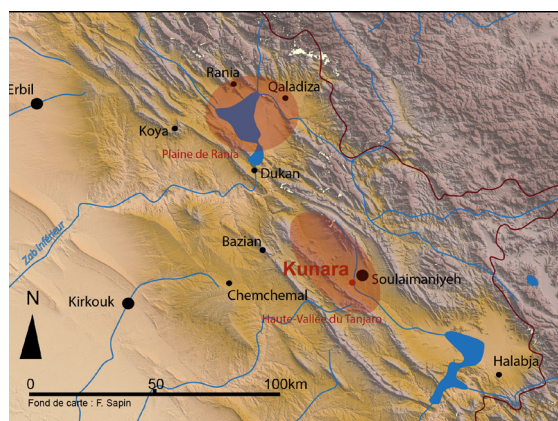 Rania
Qaladiza
Erbil
Koya
Plaine de Rania
Dukan
Zab Inférieur
Bazian
Kunara
Soulaimaniyeh
Chemchemal
Kirkouk
Haute-Vallée du Tanjaro
N
Halabja
0 50 100km
Fond de carte : F. Sapin